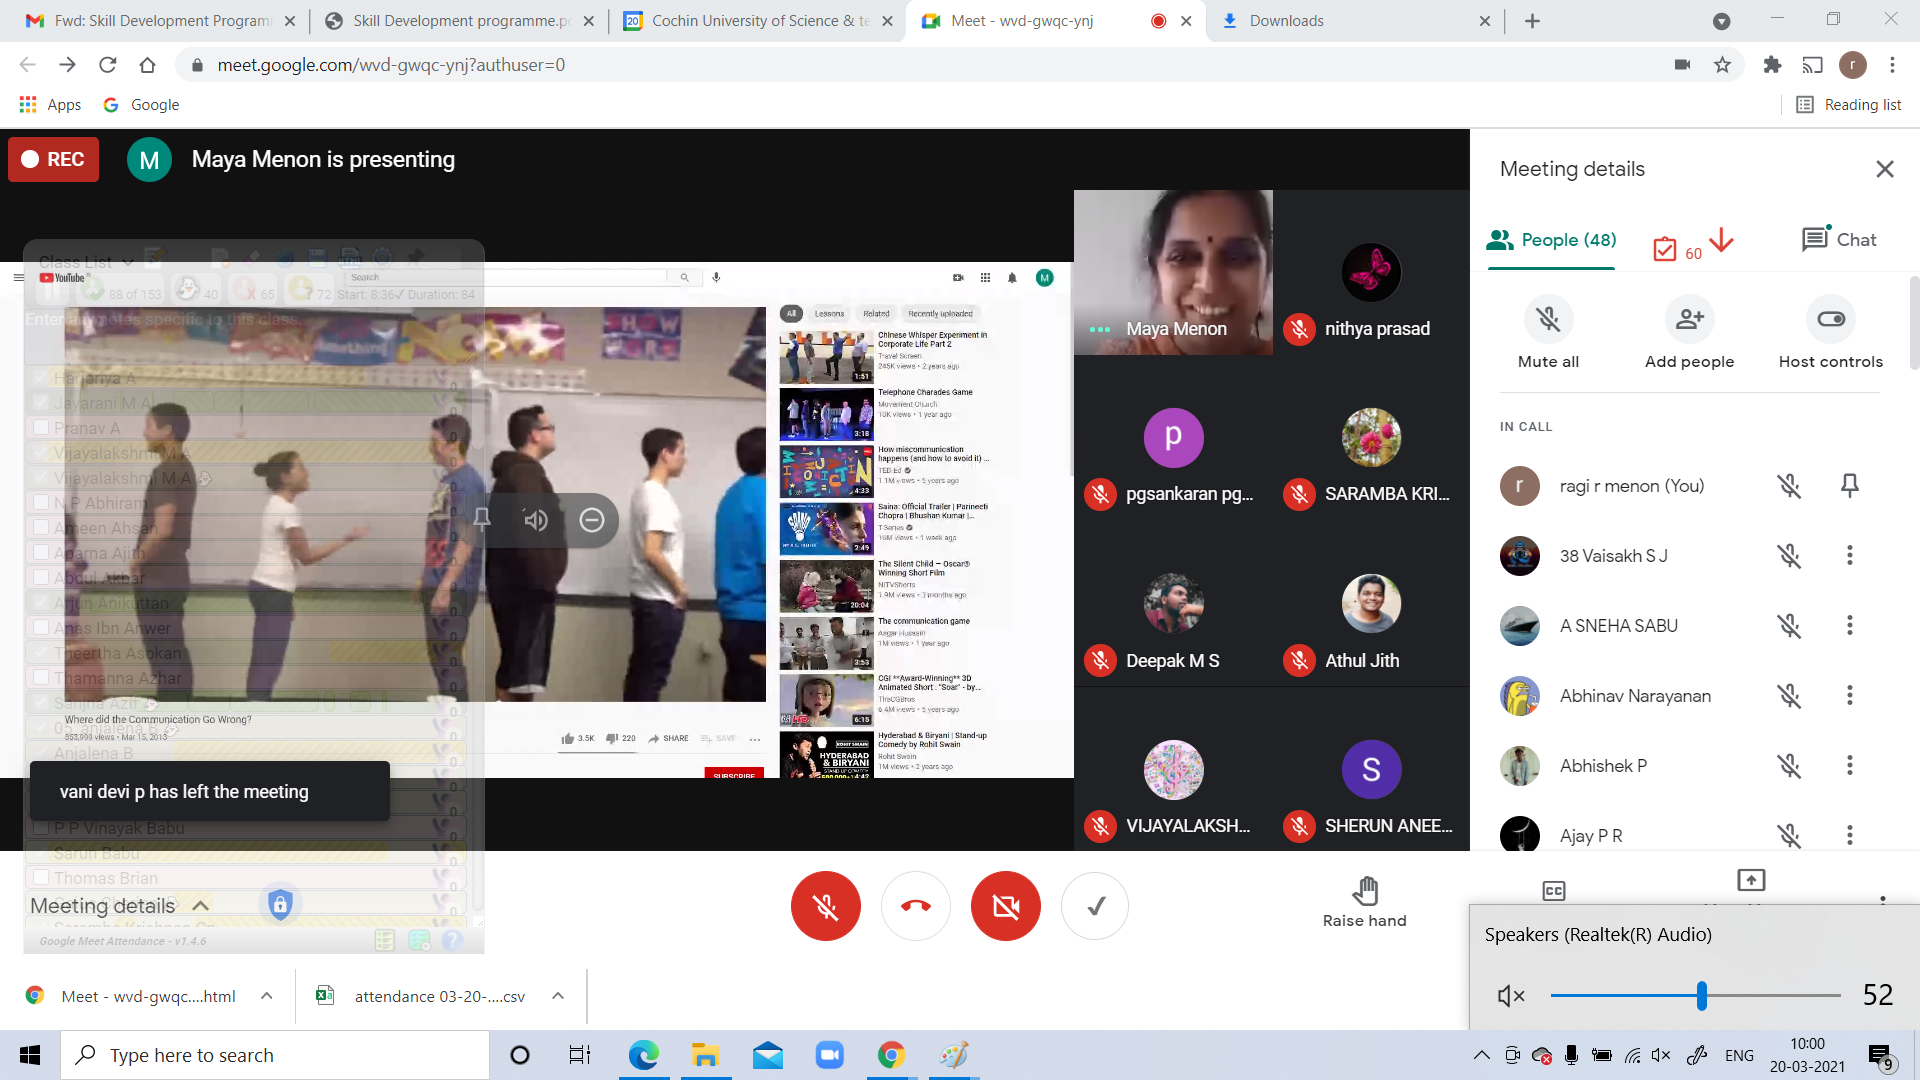 Fwd: Skill Development Programm
Skill Development programme.pd
Cochin University of Science & te
Meet - wvd-gwqc-ynj
Downloads
meet.google.com/wvd-gwqc-ynj?authuser=0
r
Apps
Google
Reading list
REC
M
Maya Menon is presenting
Class List
YouTube
Search
M
88 of 153
40
65
72
Start: 8:36
Duration: 84
Enter any notes specific to this class.
Haripriya A
Jayarani M A
Pranav A
Vijayalakshmi M A
Vijayalakshmi M A
N P Abhiram
Ameen Ahsan
Aparna Ajith
Abdul Akbar
Arjun Anikuttan
Anas Ibn Anwer
Theertha Asokan
Thamanna Azhar
Sanjna Azif
05_anjalena B
Anjalena B
P P Vinayak Babu
Sarun Babu
Thomas Brian
Where did the Communication Go Wrong?
853,999 views • Mar 15, 2013
3.5K
220
SHARE
SAVE
SUBSCRIBE
All
Lessons
Related
Recently uploaded
Chinese Whisper Experiment in
Corporate Life Part 2
Travel Screen
245K views • 2 years ago
1:51
Telephone Charades Game
Movement Church
10K views • 1 year ago
3:18
How miscommunication
happens (and how to avoid it) ...
TED-Ed
1.1M views • 5 years ago
4:33
Saina: Official Trailer | Parineeti
Chopra | Bhushan Kumar |...
T-Series
16M views • 1 week ago
2:49
The Silent Child — Oscar®
Winning Short Film
NITVShorts
1.9M views • 3 months ago
20:04
The communication game
Asgar Hussain
1M views • 1 year ago
3:53
CGI **Award-Winning** 3D
Animated Short : "Soar" - by...
TheCGBros
6.4M views • 5 years ago
6:15
Hyderabad & Biryani | Stand-up
Comedy by Rohit Swain
Rohit Swain
1M views • 2 years ago
HYDERABAD
& BIRYANI
vani devi p has left the meeting
Meeting details
Google Meet Attendance - v1.4.6
Maya Menon
nithya prasad
p
pgsankaran pg...
SARAMBA KRI...
Deepak M S
Athul Jith
VIJAYALAKSH...
S
SHERUN ANEE...
Meeting details
People (48)
60
Chat
Mute all
Add people
Host controls
IN CALL
r
ragi r menon (You)
38 Vaisakh S J
A SNEHA SABU
Abhinav Narayanan
Abhishek P
Ajay P R
Raise hand
CC
Speakers (Realtek(R) Audio)
52
Meet - wvd-gwqc....html
attendance 03-20-....csv
Type here to search
ENG
10:00
20-03-2021
9